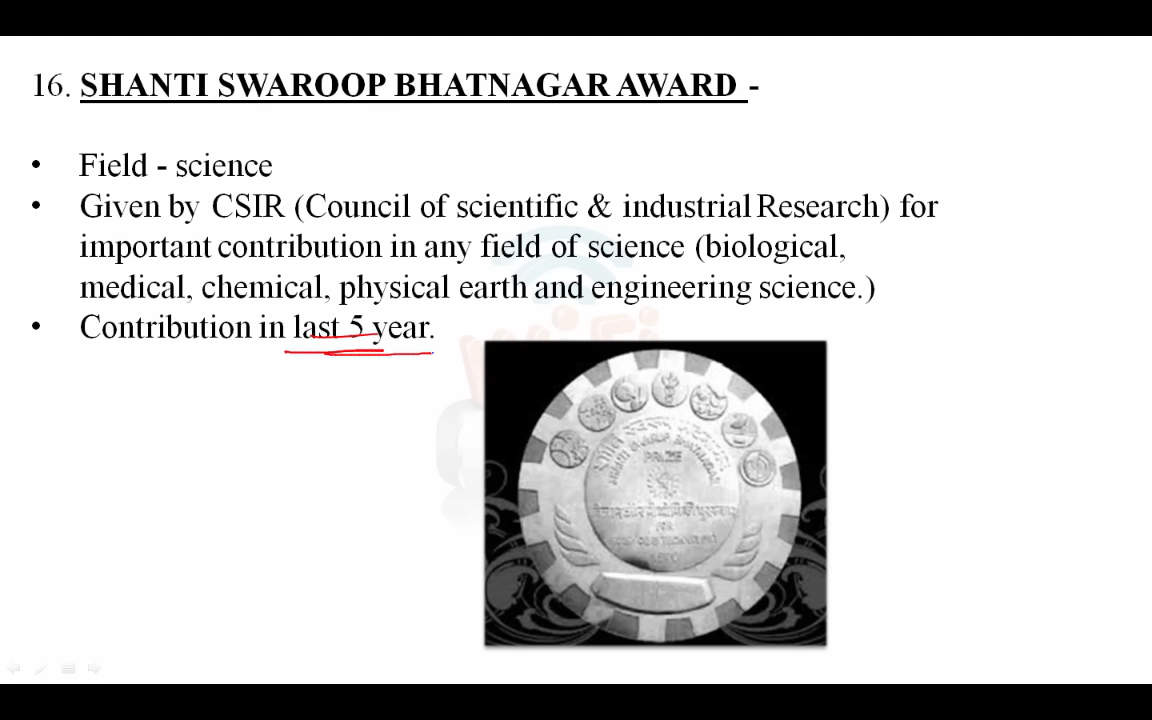 16. SHANTI SWAROOP BHATNAGAR AWARD -
• Field - science
• Given by CSIR (Council of scientific & industrial Research) for
important contribution in any field of science (biological,
medical, chemical, physical earth and engineering science.)
• Contribution in last 5 year.
PRIZE
FOR